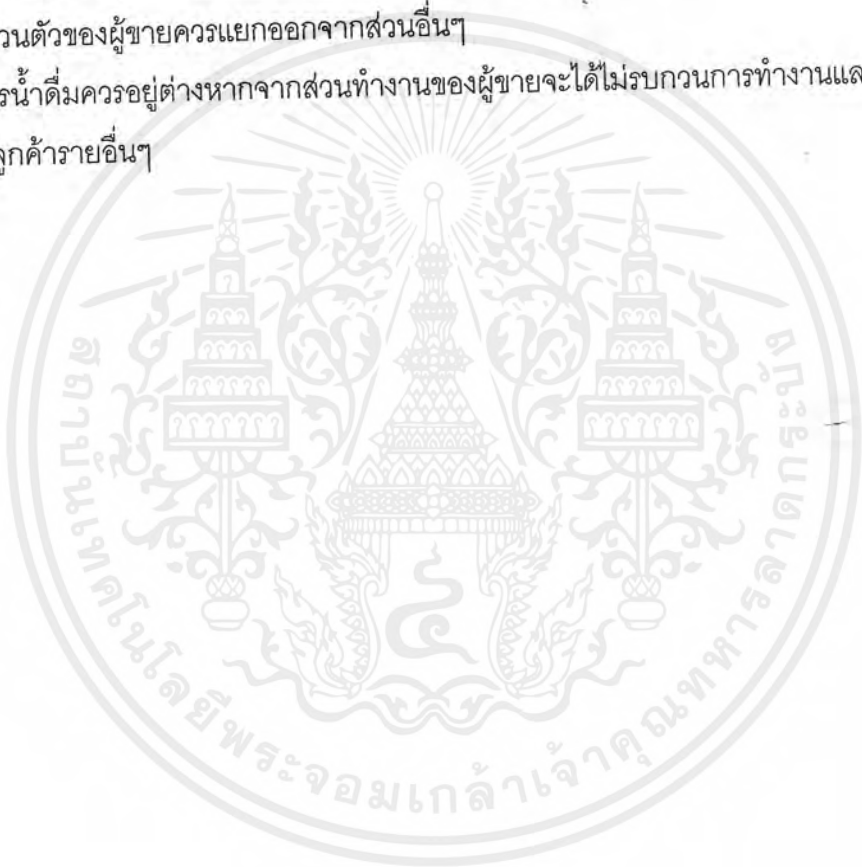 วนตัวของผู้ขายควรแยกออกจากส่วนอื่นๆ
รน้ำดื่มควรอยู่ต่างหากจากส่วนทำงานของผู้ขายจะได้ไม่รบกวนการทำงานแล
ลูกค้ารายอื่นๆ
สถาบันเทคโนโลยีพระจอมเกล้าเจ้าคุณทหารลาดกระบัง